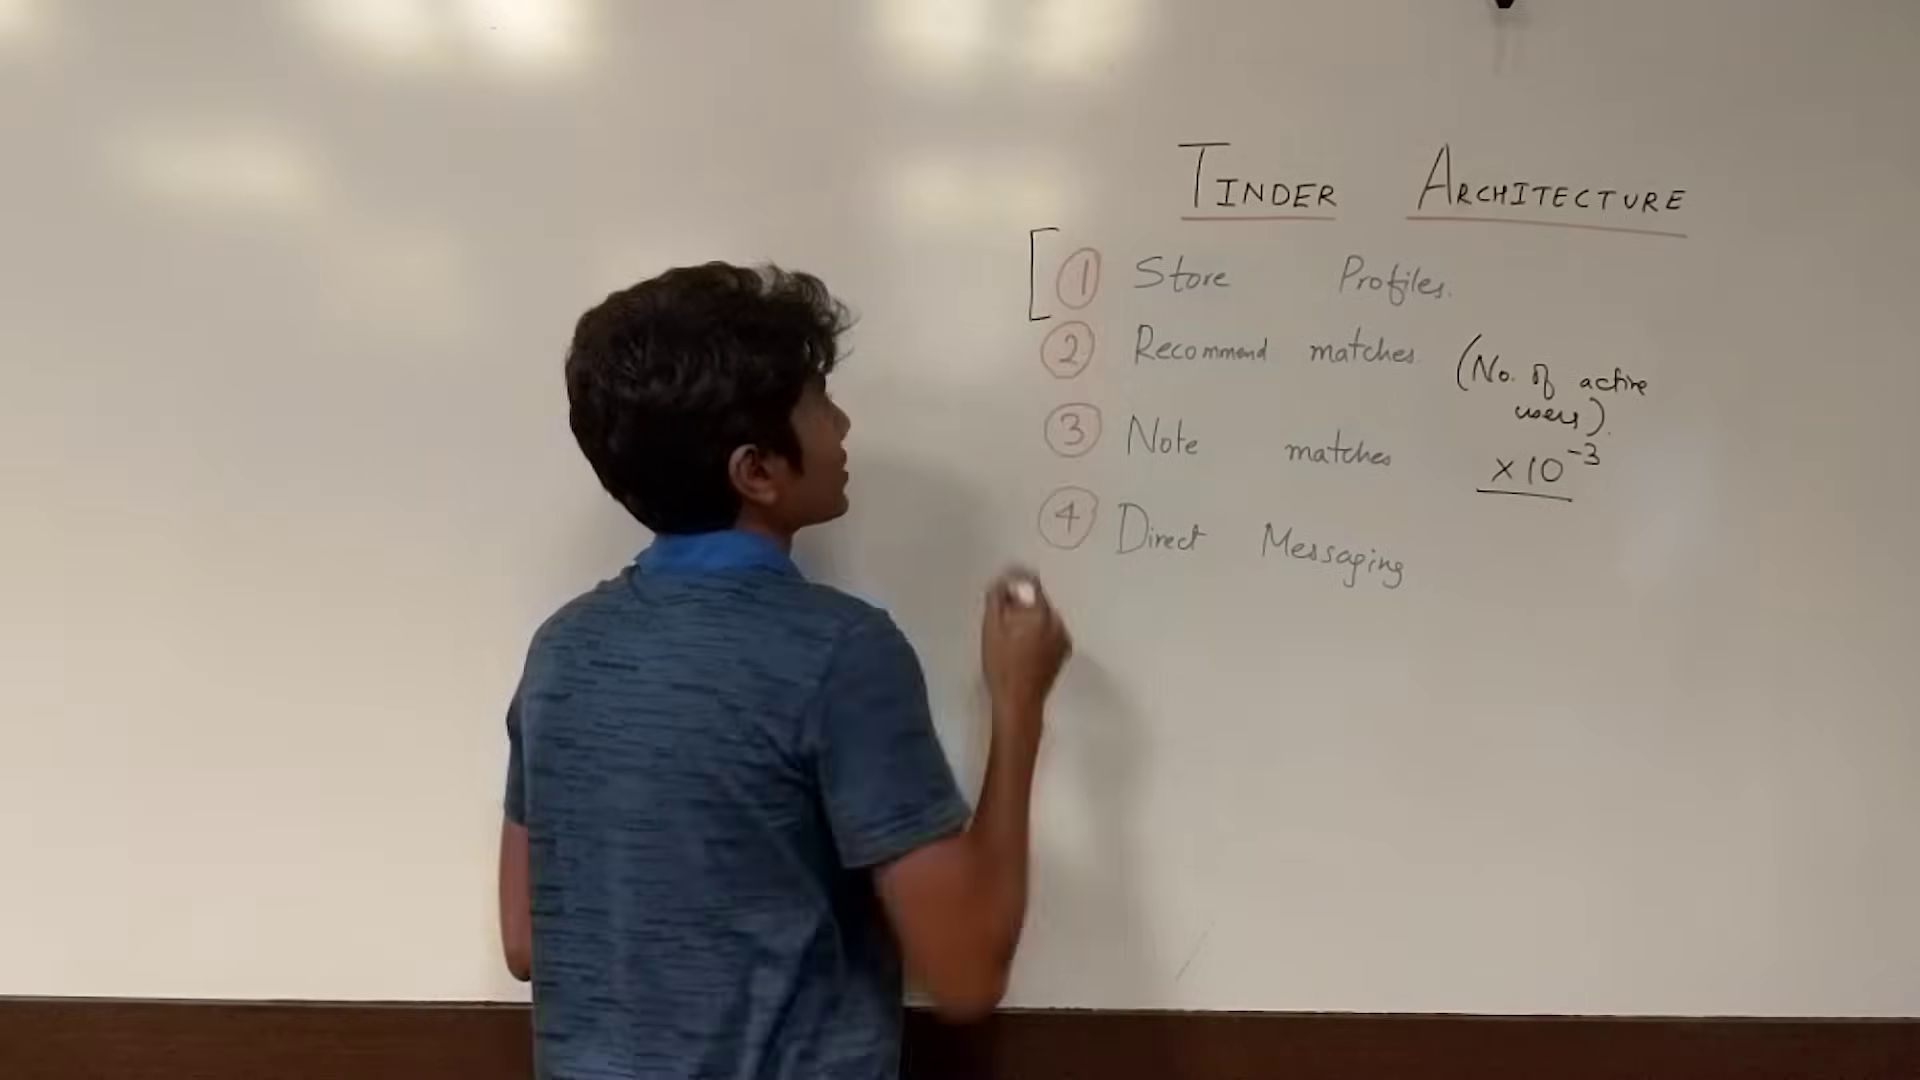 TINDER ARCHITECTURE
① Store Profiles.
② Recommend matches (No. of active users).
③ Note matches × 10⁻³
④ Direct Messaging